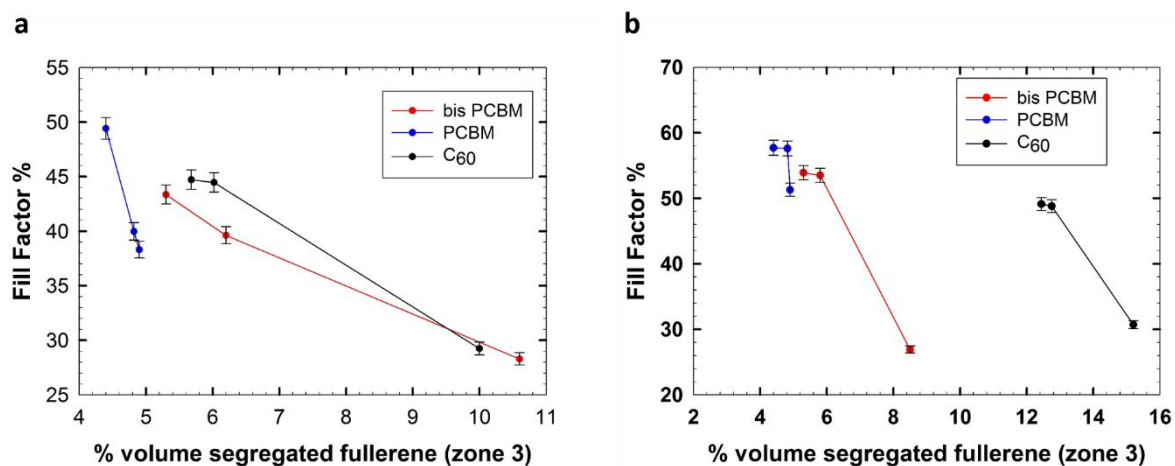 a
55
50
45
40
35
30
25
Fill Factor %
bis PCBM
PCBM
C60
4 5 6 7 8 9 10 11
% volume segregated fullerene (zone 3)
b
70
60
50
40
30
20
Fill Factor %
bis PCBM
PCBM
C60
2 4 6 8 10 12 14 16
% volume segregated fullerene (zone 3)